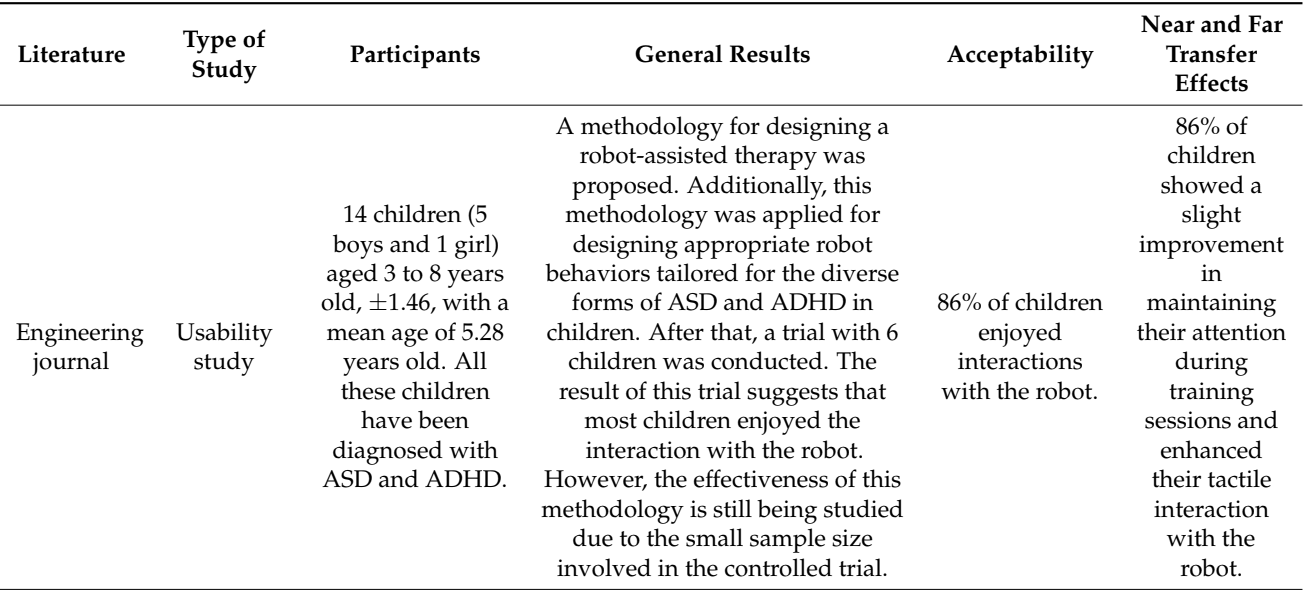 Literature
Type of
Study
Participants
General Results
Acceptability
Near and Far
Transfer
Effects
Engineering
journal
Usability
study
14 children (5
boys and 1 girl)
aged 3 to 8 years
old, ±1.46, with a
mean age of 5.28
years old. All
these children
have been
diagnosed with
ASD and ADHD.
A methodology for designing a
robot-assisted therapy was
proposed. Additionally, this
methodology was applied for
designing appropriate robot
behaviors tailored for the diverse
forms of ASD and ADHD in
children. After that, a trial with 6
children was conducted. The
result of this trial suggests that
most children enjoyed the
interaction with the robot.
However, the effectiveness of this
methodology is still being studied
due to the small sample size
involved in the controlled trial.
86% of children
enjoyed
interactions
with the robot.
86% of
children
showed a
slight
improvement
in
maintaining
their attention
during
training
sessions and
enhanced
their tactile
interaction
with the
robot.